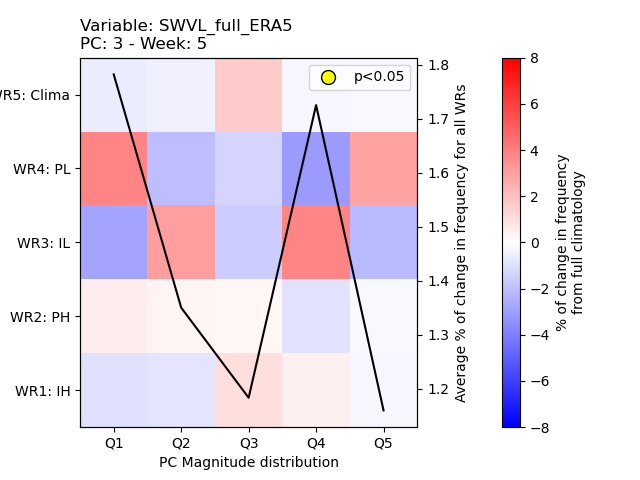 Variable: SWVL_full_ERA5
PC: 3 - Week: 5
p<0.05
WR5: Clima
WR4: PL
WR3: IL
WR2: PH
WR1: IH
Q1 Q2 Q3 Q4 Q5
PC Magnitude distribution
1.8
1.7
1.6
1.5
1.4
1.3
1.2
Average % of change in frequency for all WRs
8
6
4
2
0
−2
−4
−6
−8
% of change in frequency
from full climatology